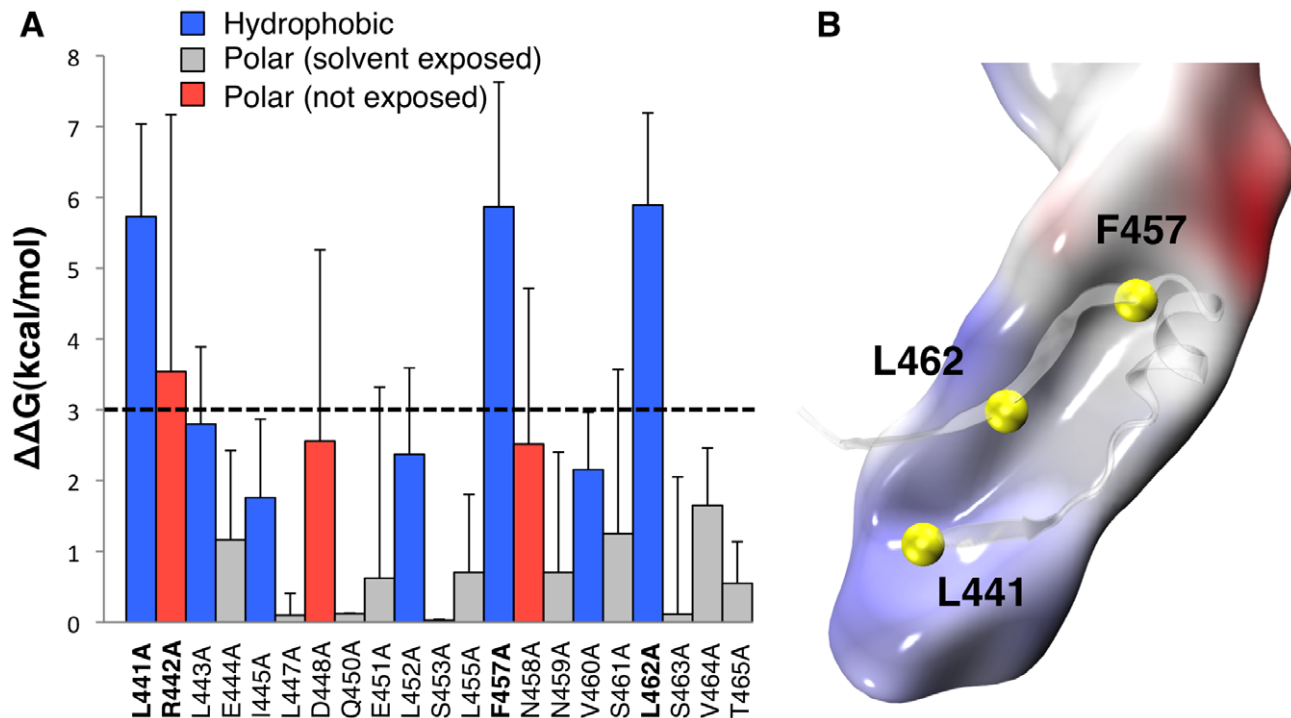 A
Hydrophobic
Polar (solvent exposed)
Polar (not exposed)
8
7
6
5
4
3
2
1
0
ΔΔG(kcal/mol)
L441A
R442A
L443A
E444A
I445A
L447A
D448A
Q450A
E451A
L452A
S453A
L455A
F457A
N458A
N459A
V460A
S461A
L462A
S463A
V464A
T465A
B
F457
L462
L441